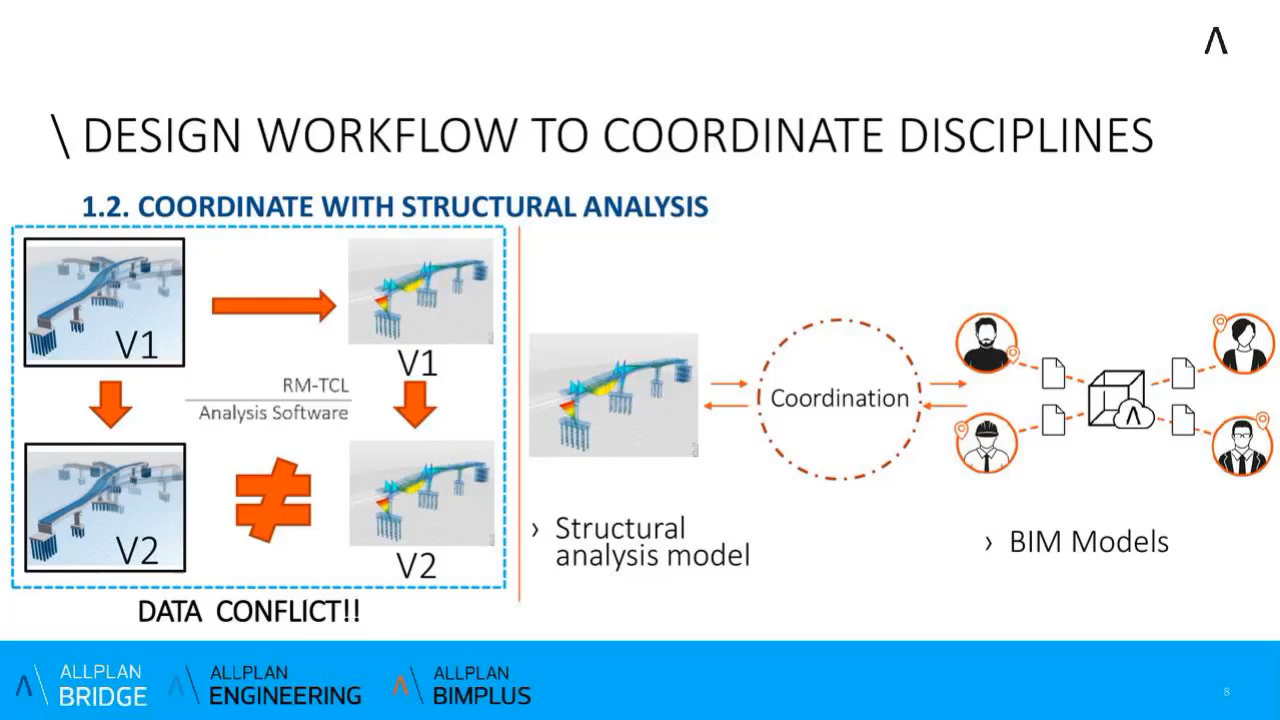 \ DESIGN WORKFLOW TO COORDINATE DISCIPLINES
1.2. COORDINATE WITH STRUCTURAL ANALYSIS
V1
V1
RM-TCL
Analysis Software
V2
V2
DATA CONFLICT!!
Coordination
› Structural
analysis model
› BIM Models
ALLPLAN
BRIDGE
ALLPLAN
ENGINEERING
ALLPLAN
BIMPLUS
8